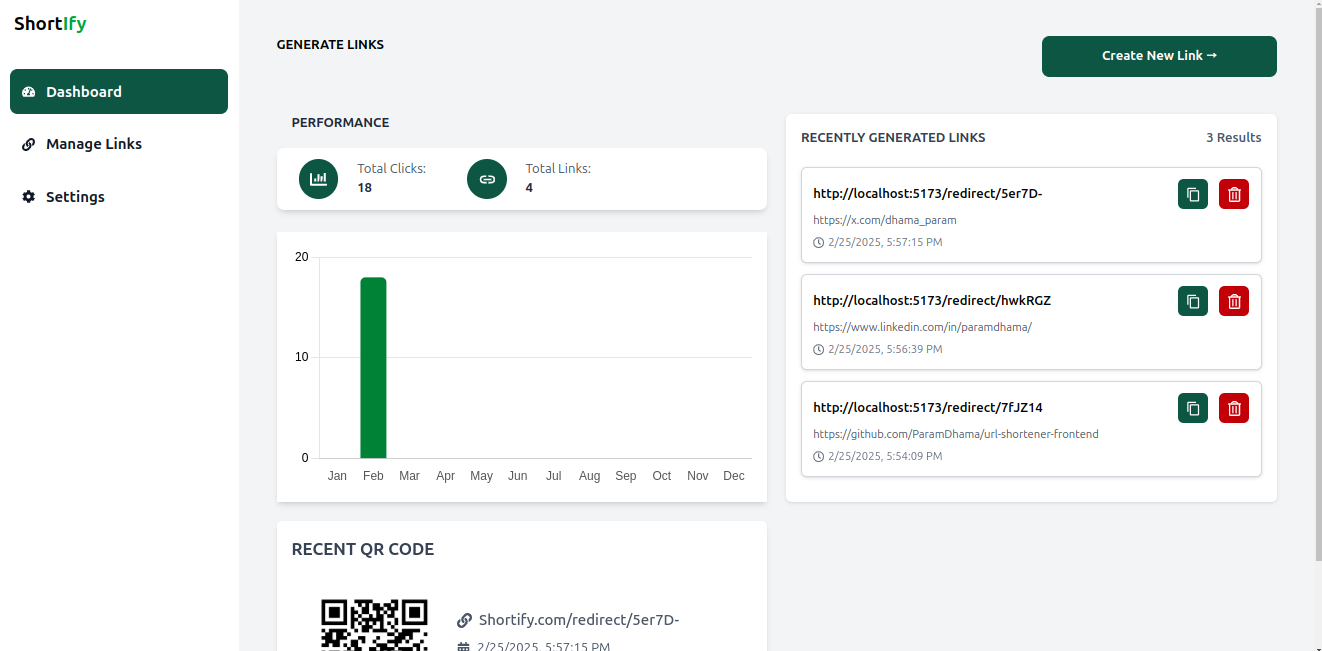 ShortIfy
Dashboard
Manage Links
Settings
GENERATE LINKS
Create New Link →
PERFORMANCE
Total Clicks:
18
Total Links:
4
20
10
0
Jan Feb Mar Apr May Jun Jul Aug Sep Oct Nov Dec
RECENTLY GENERATED LINKS
3 Results
http://localhost:5173/redirect/5er7D-
https://x.com/dhama_param
2/25/2025, 5:57:15 PM
http://localhost:5173/redirect/hwkRGZ
https://www.linkedin.com/in/paramdhama/
2/25/2025, 5:56:39 PM
http://localhost:5173/redirect/7fJZ14
https://github.com/ParamDhama/url-shortener-frontend
2/25/2025, 5:54:09 PM
RECENT QR CODE
Shortify.com/redirect/5er7D-
2/25/2025, 5:57:15 PM